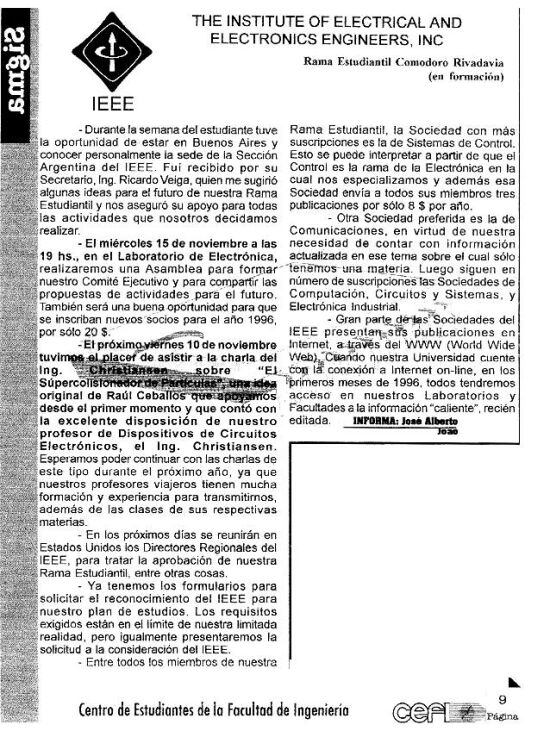 Sigma
IEEE
THE INSTITUTE OF ELECTRICAL AND
ELECTRONICS ENGINEERS, INC
Rama Estudiantil Comodoro Rivadavia
(en formación)
- Durante la semana del estudiante tuve
la oportunidad de estar en Buenos Aires y
conocer personalmente la sede de la Sección
Argentina del IEEE. Fuí recibido por su
Secretario, Ing. Ricardo Veiga, quien me sugirió
algunas ideas para el futuro de nuestra Rama
Estudiantil y nos aseguró su apoyo para todas
las actividades que nosotros decidamos
realizar.
- El miércoles 15 de noviembre a las
19 hs., en el Laboratorio de Electrónica,
realizaremos una Asamblea para formar
nuestro Comité Ejecutivo y para compartir las
propuestas de actividades para el futuro.
También será una buena oportunidad para que
se inscriban nuevos socios para el año 1996,
por sólo 20 $.
- El próximo viernes 10 de noviembre
tuvimos el placer de asistir a la charla del
Ing. Christiansen sobre "El
Súpercolisionador de Partículas", una idea
original de Raúl Ceballos que apoyamos
desde el primer momento y que contó con
la excelente disposición de nuestro
profesor de Dispositivos de Circuitos
Electrónicos, el Ing. Christiansen.
Esperamos poder continuar con las charlas de
este tipo durante el próximo año, ya que
nuestros profesores viajeros tienen mucha
formación y experiencia para transmitirnos,
además de las clases de sus respectivas
materias.
- En los próximos días se reunirán en
Estados Unidos los Directores Regionales del
IEEE, para tratar la aprobación de nuestra
Rama Estudiantil, entre otras cosas.
- Ya tenemos los formularios para
solicitar el reconocimiento del IEEE para
nuestro plan de estudios. Los requisitos
exigidos están en el límite de nuestra limitada
realidad, pero igualmente presentaremos la
solicitud a la consideración del IEEE.
- Entre todos los miembros de nuestra
Rama Estudiantil, la Sociedad con más
suscripciones es la de Sistemas de Control.
Esto se puede interpretar a partir de que el
Control es la rama de la Electrónica en la
cual nos especializamos y además esa
Sociedad envía a todos sus miembros tres
publicaciones por sólo 8 $ por año.
- Otra Sociedad preferida es la de
Comunicaciones, en virtud de nuestra
necesidad de contar con información
actualizada en ese tema sobre el cual sólo
tenemos una materia. Luego siguen en
número de suscripciones las Sociedades de
Computación, Circuitos y Sistemas, y
Electrónica Industrial.
- Gran parte de las Sociedades del
IEEE presentan sus publicaciones en
Internet, a través del WWW (World Wide
Web). Cuando nuestra Universidad cuente
con la conexión a Internet on-line, en los
primeros meses de 1996, todos tendremos
acceso en nuestros Laboratorios y
Facultades a la información "caliente", recién
editada. INFORMA: José Alberto
João
Centro de Estudiantes de la Facultad de Ingeniería
CEFI
9
Página